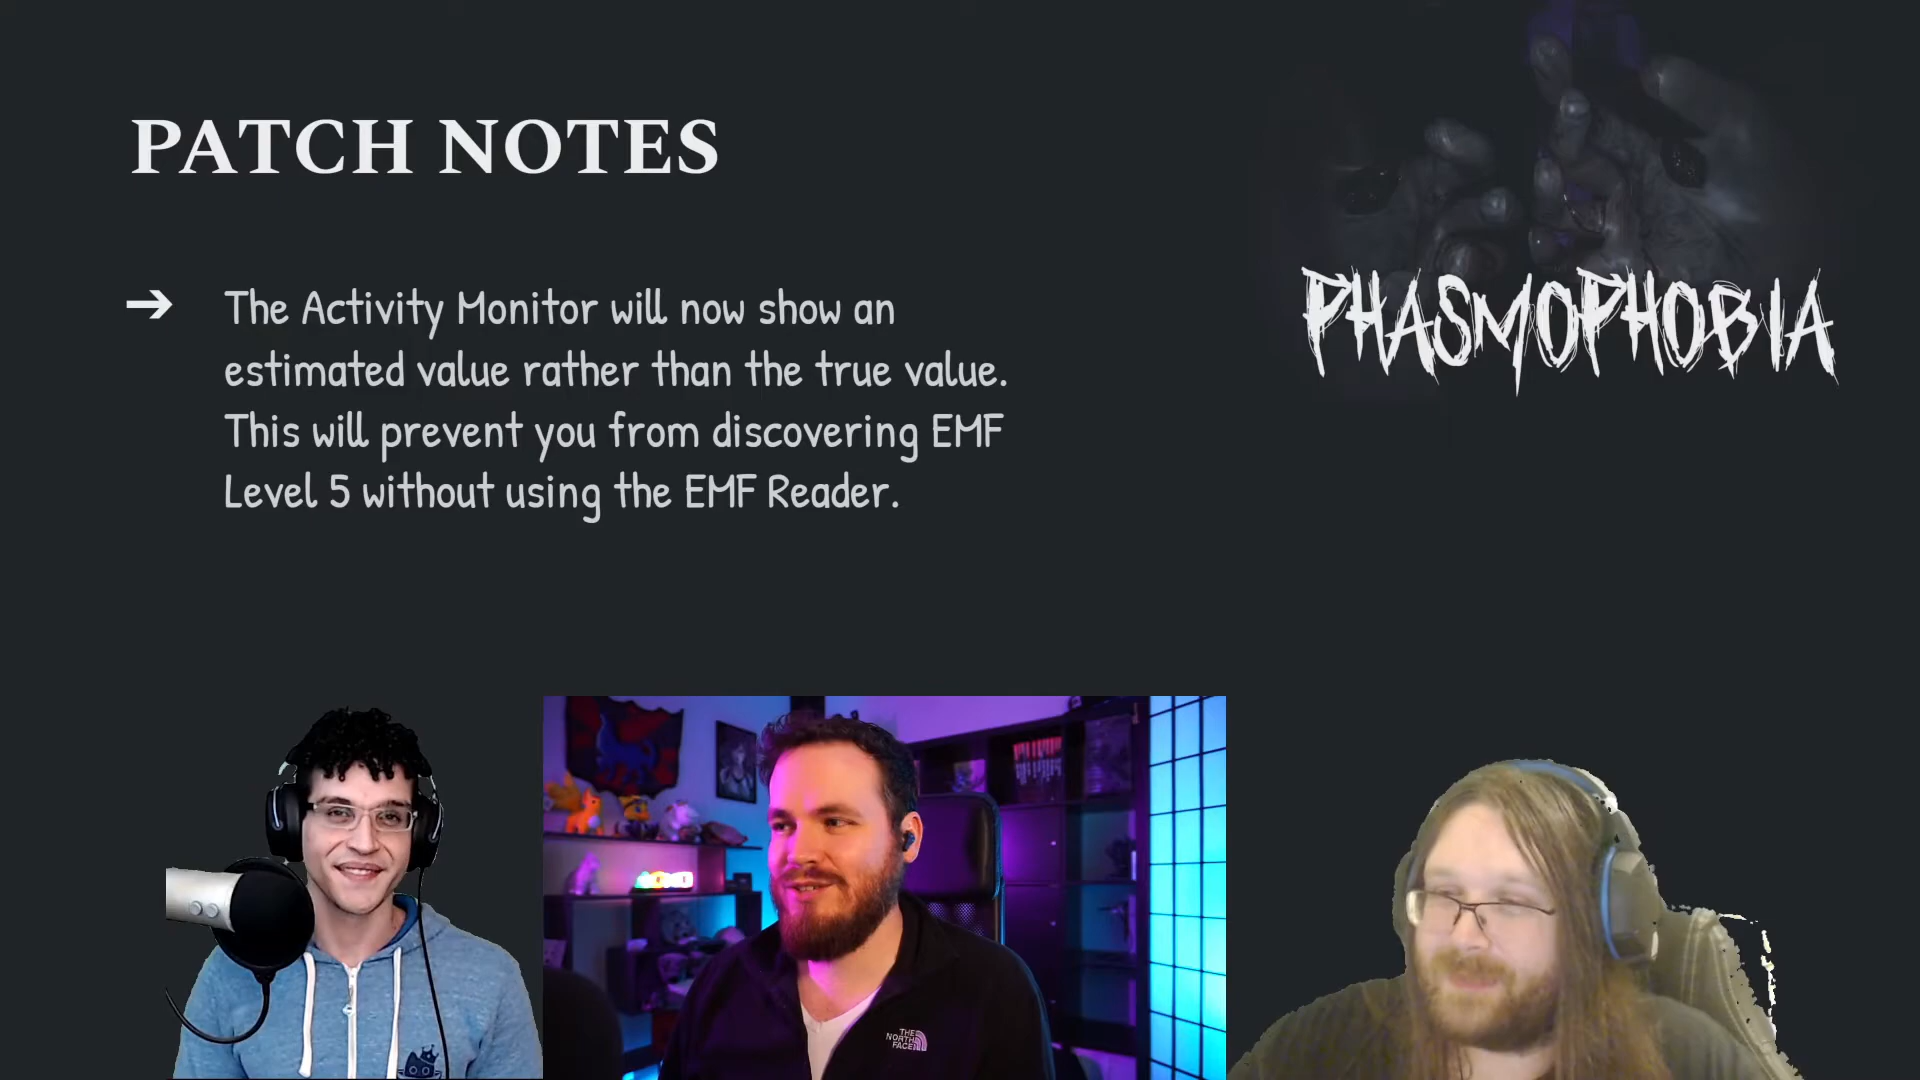 PATCH NOTES
➔ The Activity Monitor will now show an
estimated value rather than the true value.
This will prevent you from discovering EMF
Level 5 without using the EMF Reader.
PHASMOPHOBIA
THE
NORTH
FACE